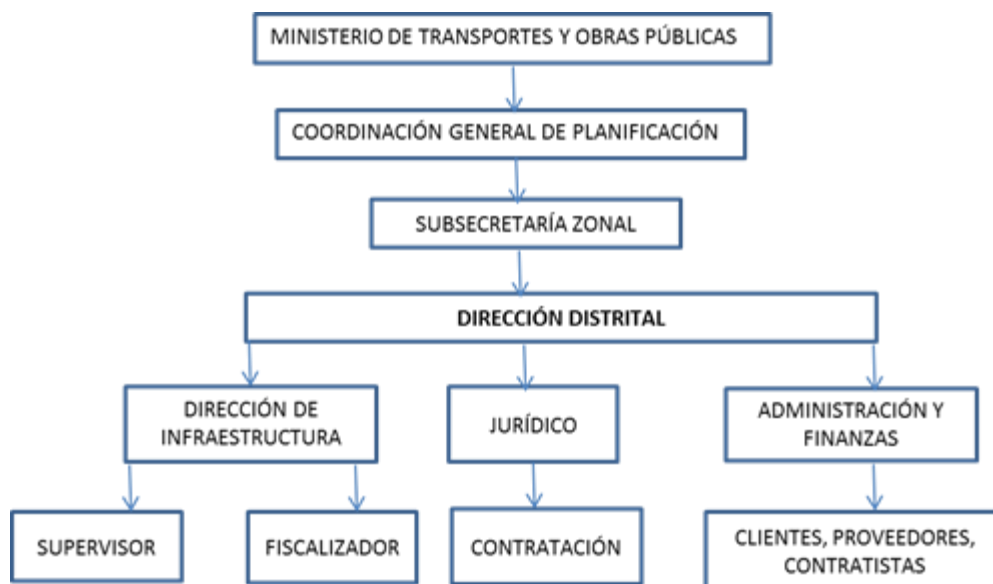 MINISTERIO DE TRANSPORTES Y OBRAS PÚBLICAS
COORDINACIÓN GENERAL DE PLANIFICACIÓN
SUBSECRETARÍA ZONAL
DIRECCIÓN DISTRITAL
DIRECCIÓN DE
INFRAESTRUCTURA
JURÍDICO
ADMINISTRACIÓN Y
FINANZAS
SUPERVISOR
FISCALIZADOR
CONTRATACIÓN
CLIENTES, PROVEEDORES,
CONTRATISTAS